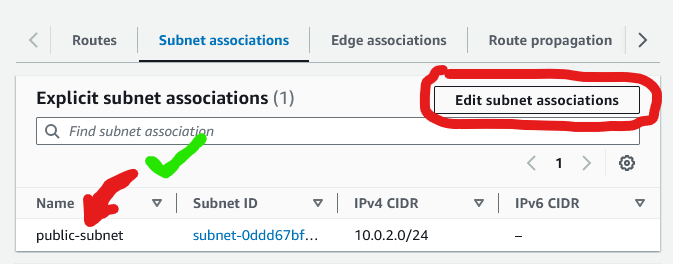 Routes Subnet associations Edge associations Route propagation
Explicit subnet associations (1) Edit subnet associations
Find subnet association
1
Name Subnet ID IPv4 CIDR IPv6 CIDR
public-subnet subnet-0ddd67bf... 10.0.2.0/24 –